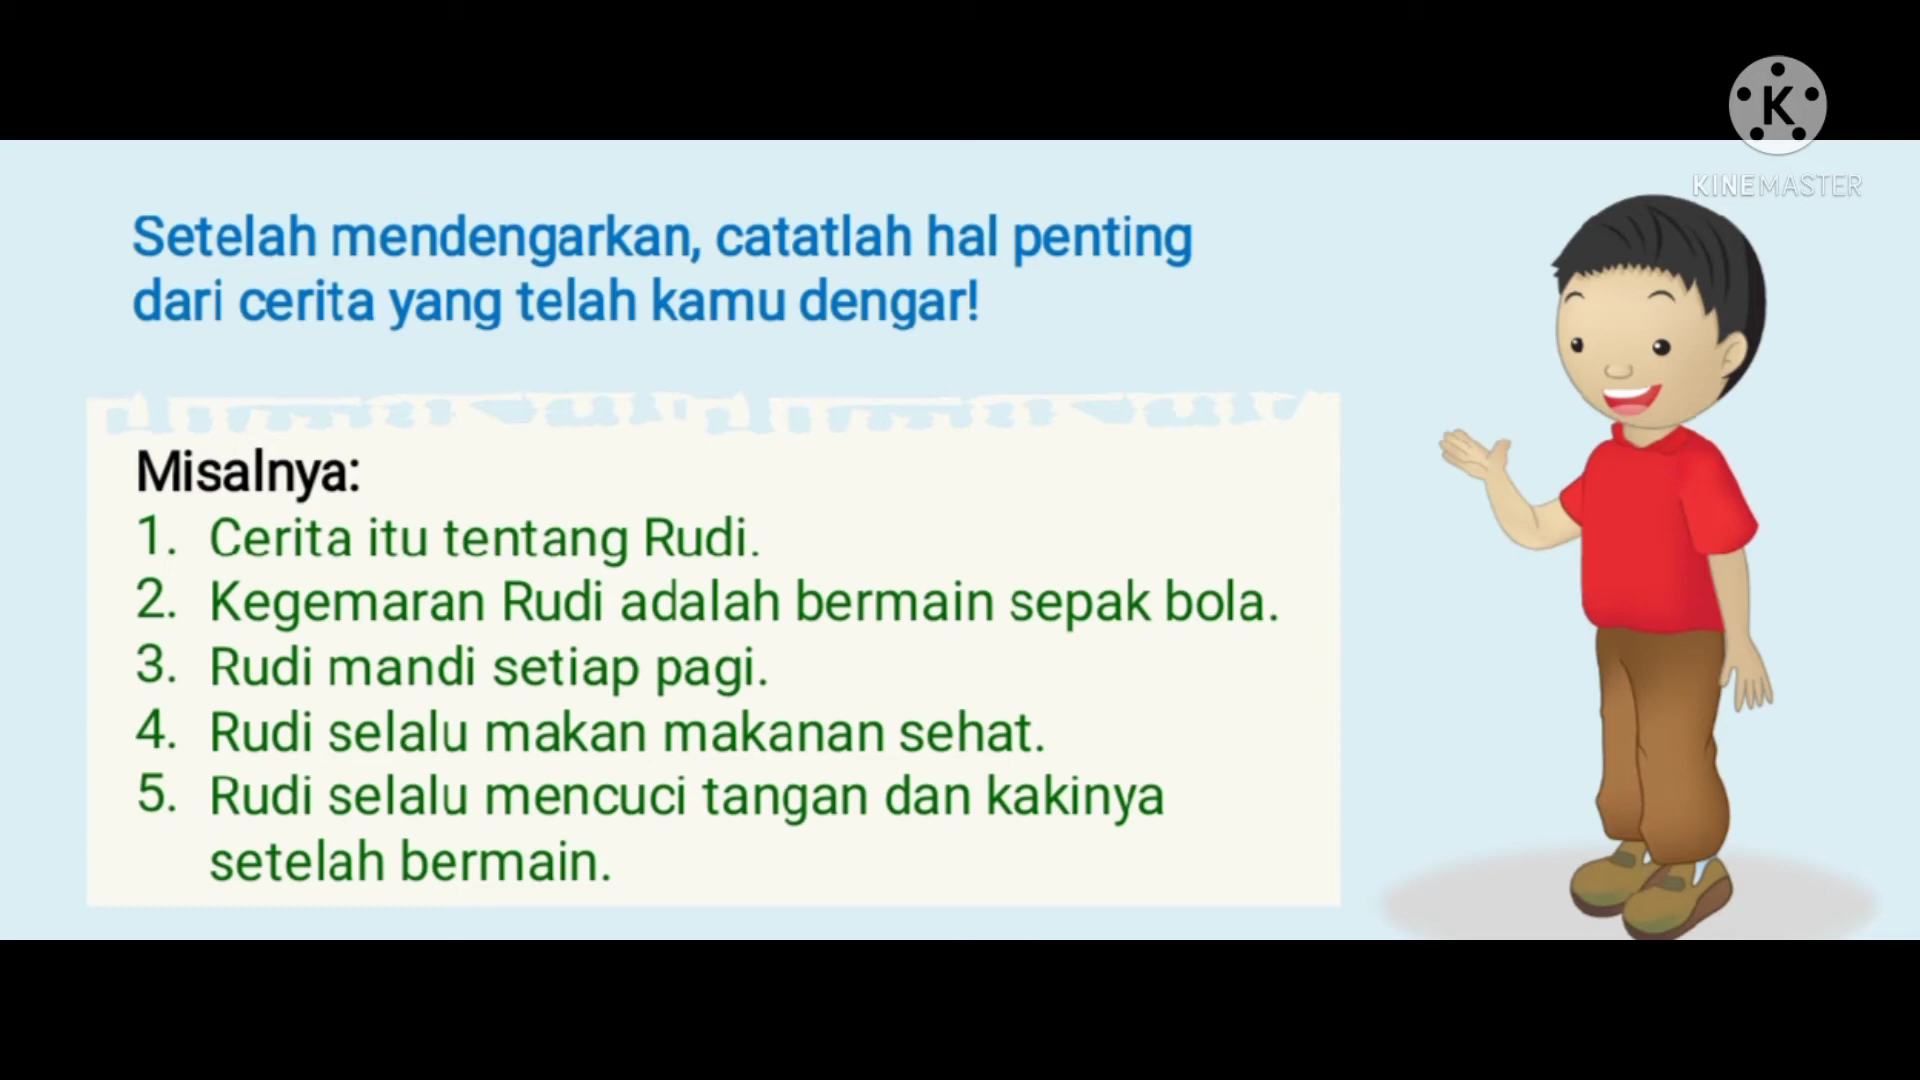 K
KINEMASTER
Setelah mendengarkan, catatlah hal penting
dari cerita yang telah kamu dengar!
Misalnya:
1. Cerita itu tentang Rudi.
2. Kegemaran Rudi adalah bermain sepak bola.
3. Rudi mandi setiap pagi.
4. Rudi selalu makan makanan sehat.
5. Rudi selalu mencuci tangan dan kakinya
setelah bermain.